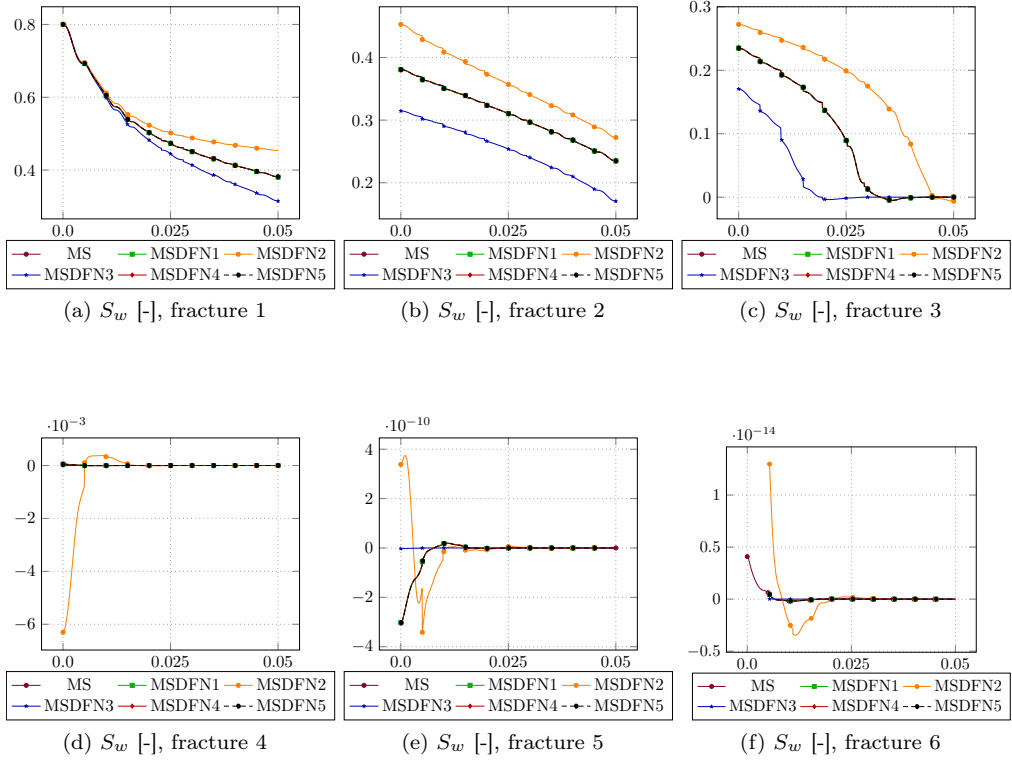 0.8
0.6
0.4
0.0 0.025 0.05
MS MSDFN1 MSDFN2
MSDFN3 MSDFN4 MSDFN5
(a) S_w [-], fracture 1
0.4
0.3
0.2
0.0 0.025 0.05
MS MSDFN1 MSDFN2
MSDFN3 MSDFN4 MSDFN5
(b) S_w [-], fracture 2
0.3
0.2
0.1
0
0.0 0.025 0.05
MS MSDFN1 MSDFN2
MSDFN3 MSDFN4 MSDFN5
(c) S_w [-], fracture 3
·10^−3
0
−2
−4
−6
0.0 0.025 0.05
MS MSDFN1 MSDFN2
MSDFN3 MSDFN4 MSDFN5
(d) S_w [-], fracture 4
·10^−10
4
2
0
−2
−4
0.0 0.025 0.05
MS MSDFN1 MSDFN2
MSDFN3 MSDFN4 MSDFN5
(e) S_w [-], fracture 5
·10^−14
1
0.5
0
−0.5
0.0 0.025 0.05
MS MSDFN1 MSDFN2
MSDFN3 MSDFN4 MSDFN5
(f) S_w [-], fracture 6